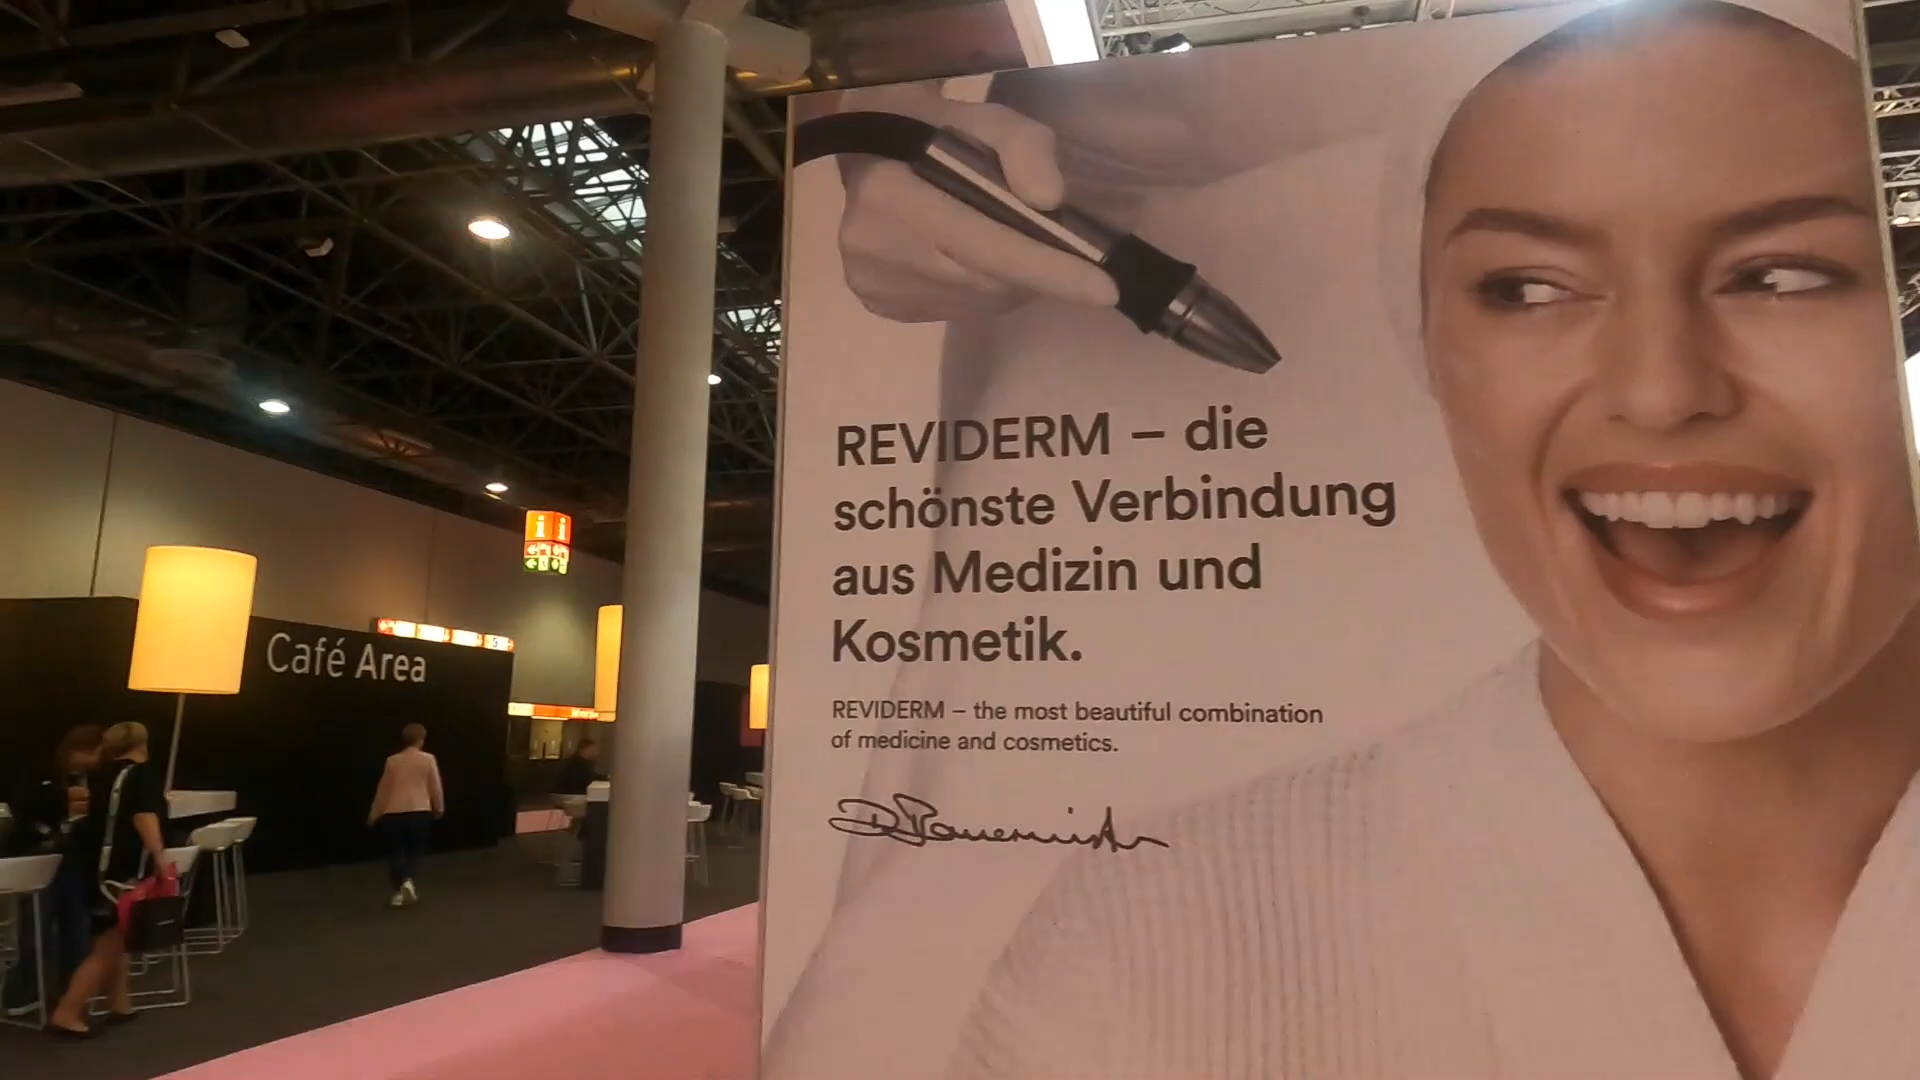 REVIDERM – die
schönste Verbindung
aus Medizin und
Kosmetik.
REVIDERM – the most beautiful combination
of medicine and cosmetics.
Café Area
i i